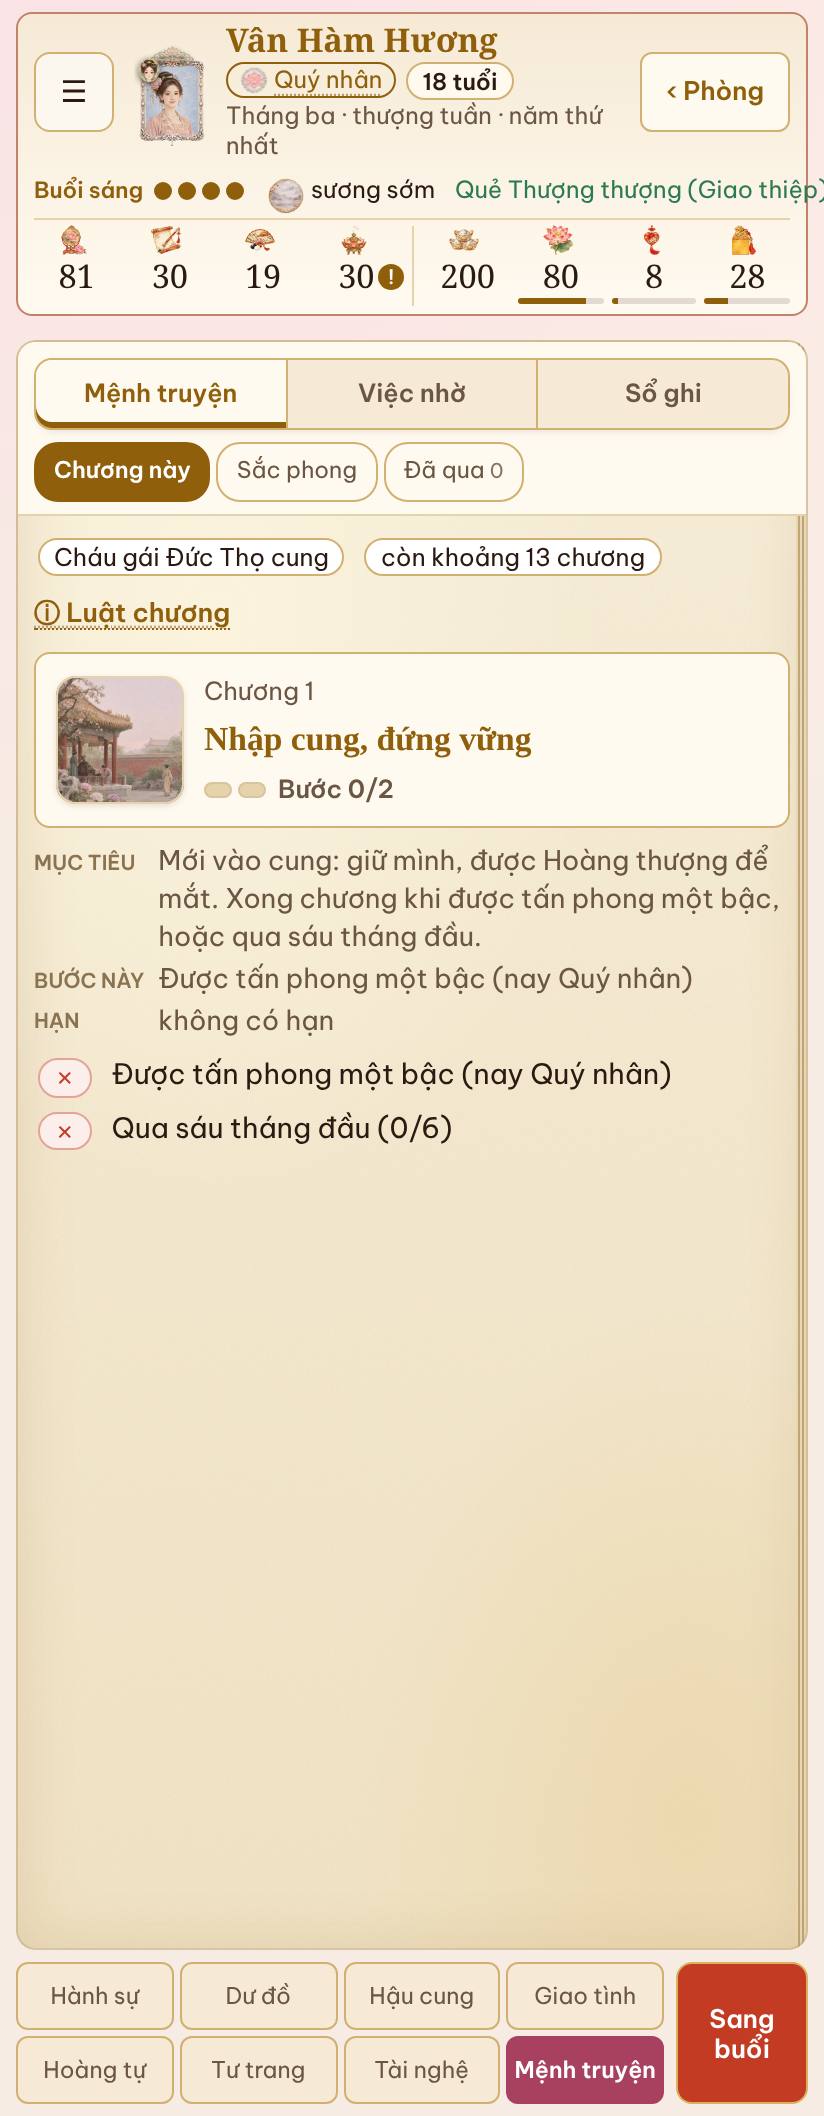 ☰
Vân Hàm Hương
Quý nhân
18 tuổi
Tháng ba · thượng tuần · năm thứ
nhất
‹ Phòng
Buổi sáng
sương sớm
Quẻ Thượng thượng (Giao thiệp)
81
30
19
30 !
200
80
8
28
Mệnh truyện
Việc nhờ
Sổ ghi
Chương này
Sắc phong
Đã qua 0
Cháu gái Đức Thọ cung
còn khoảng 13 chương
ⓘ Luật chương
Chương 1
Nhập cung, đứng vững
Bước 0/2
MỤC TIÊU Mới vào cung: giữ mình, được Hoàng thượng để
mắt. Xong chương khi được tấn phong một bậc,
hoặc qua sáu tháng đầu.
BƯỚC NÀY Được tấn phong một bậc (nay Quý nhân)
HẠN không có hạn
× Được tấn phong một bậc (nay Quý nhân)
× Qua sáu tháng đầu (0/6)
Hành sự
Dư đồ
Hậu cung
Giao tình
Sang
buổi
Hoàng tự
Tư trang
Tài nghệ
Mệnh truyện